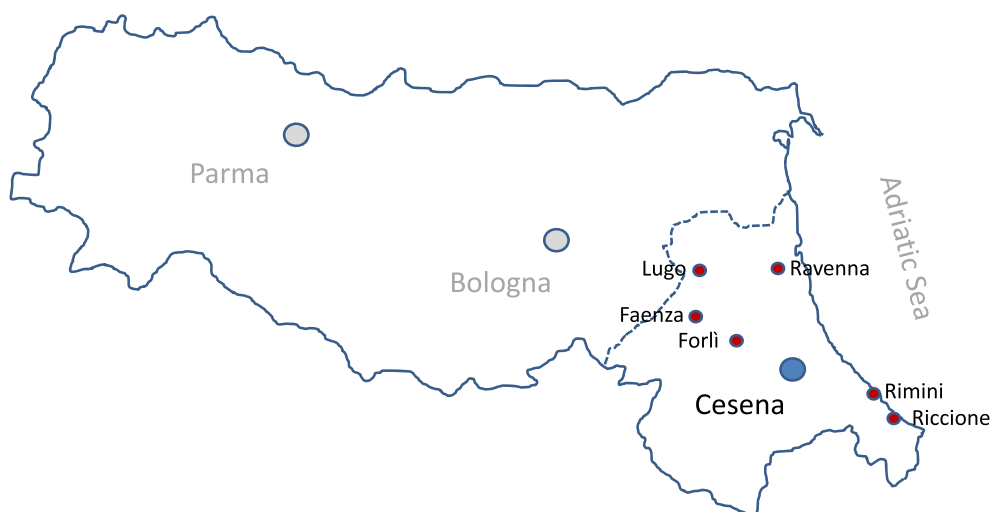 Parma
Adriatic Sea
Bologna
Lugo
Ravenna
Faenza
Forlì
Cesena
Rimini
Riccione